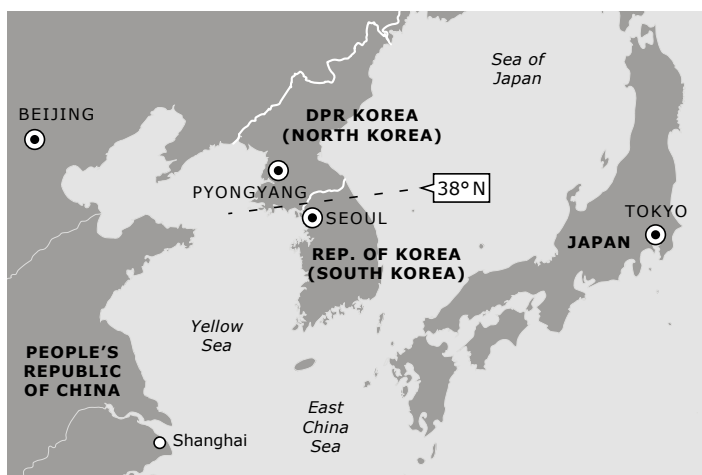 Sea of
Japan
BEIJING
DPR KOREA
(NORTH KOREA)
PYONGYANG
38° N
SEOUL
TOKYO
JAPAN
REP. OF KOREA
(SOUTH KOREA)
Yellow
Sea
PEOPLE'S
REPUBLIC
OF CHINA
East
China
Sea
Shanghai